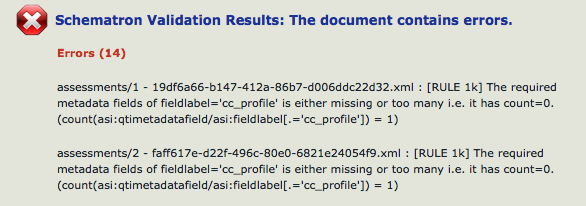 Schematron Validation Results: The document contains errors.
Errors (14)
assessments/1 - 19df6a66-b147-412a-86b7-d006ddc22d32.xml : [RULE 1k] The required
metadata fields of fieldlabel='cc_profile' is either missing or too many i.e. it has count=0.
(count(asi:qtimetadatafield/asi:fieldlabel[.='cc_profile']) = 1)
assessments/2 - faff617e-d22f-496c-80e0-6821e24054f9.xml : [RULE 1k] The required
metadata fields of fieldlabel='cc_profile' is either missing or too many i.e. it has count=0.
(count(asi:qtimetadatafield/asi:fieldlabel[.='cc_profile']) = 1)